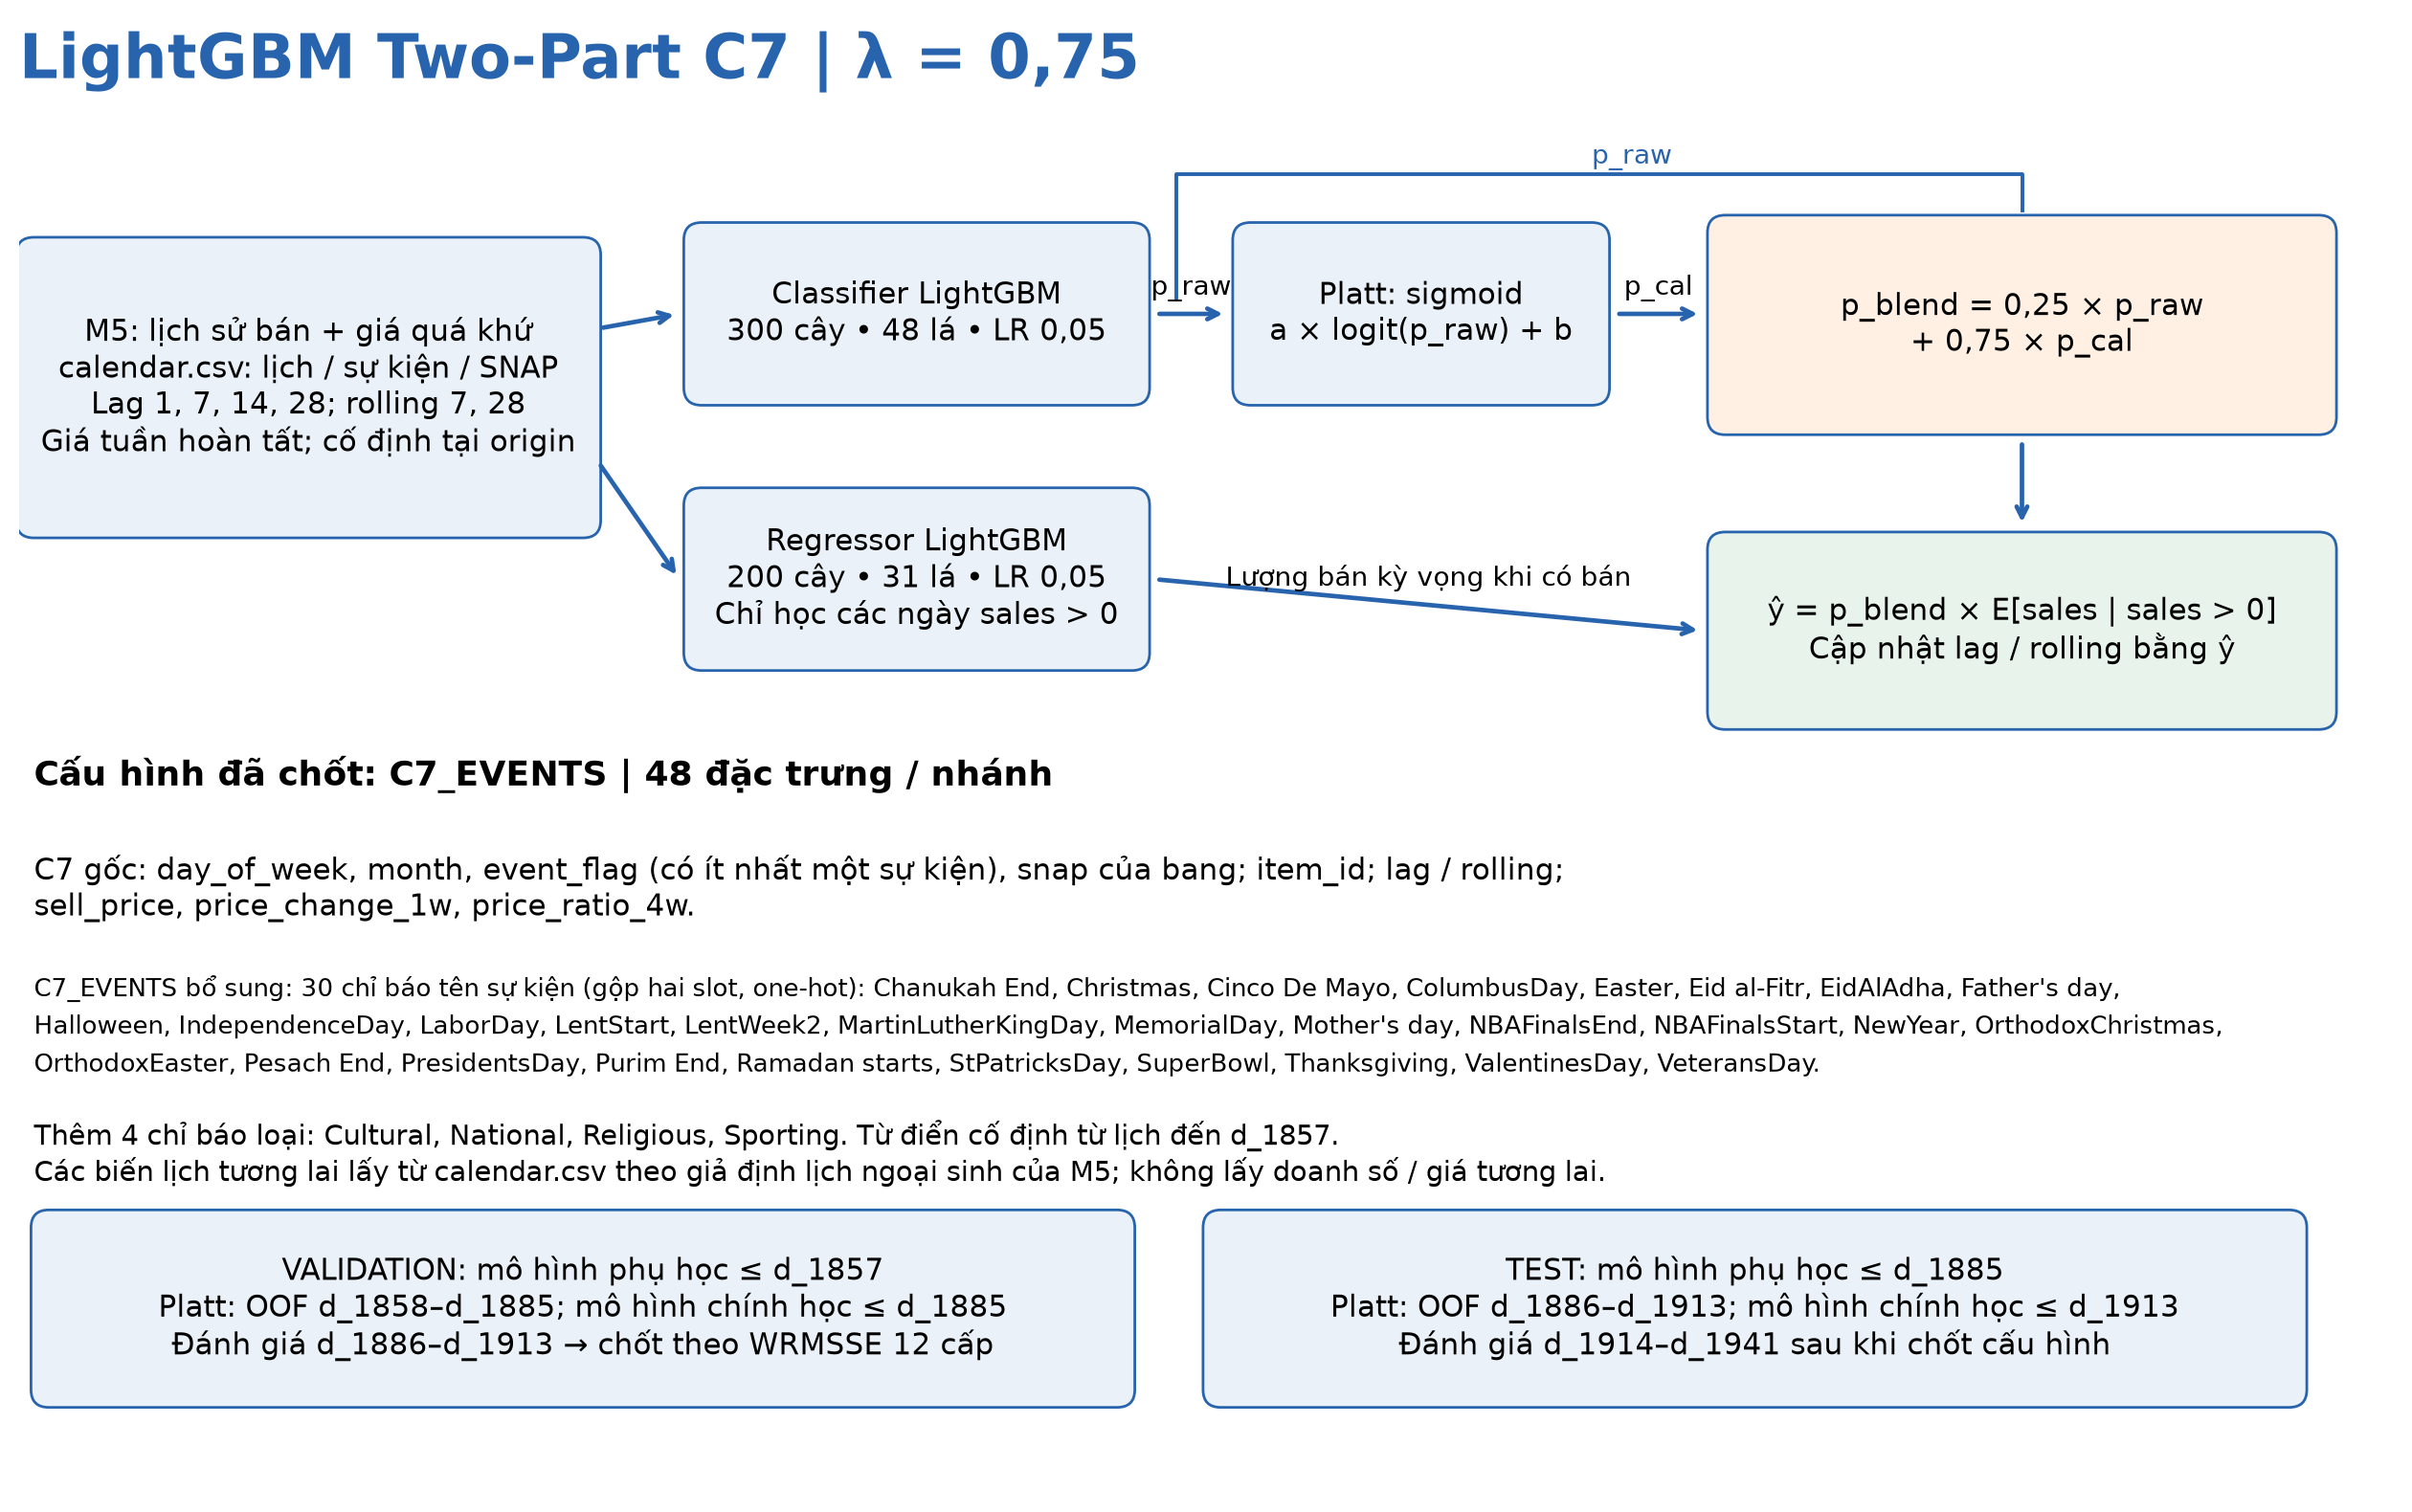 LightGBM Two-Part C7 | λ = 0,75
p_raw
M5: lịch sử bán + giá quá khứ
calendar.csv: lịch / sự kiện / SNAP
Lag 1, 7, 14, 28; rolling 7, 28
Giá tuần hoàn tất; cố định tại origin
Classifier LightGBM
300 cây • 48 lá • LR 0,05
p_raw
Platt: sigmoid
a × logit(p_raw) + b
p_cal
p_blend = 0,25 × p_raw
+ 0,75 × p_cal
Regressor LightGBM
200 cây • 31 lá • LR 0,05
Chỉ học các ngày sales > 0
Lượng bán kỳ vọng khi có bán
ŷ = p_blend × E[sales | sales > 0]
Cập nhật lag / rolling bằng ŷ
Cấu hình đã chốt: C7_EVENTS | 48 đặc trưng / nhánh
C7 gốc: day_of_week, month, event_flag (có ít nhất một sự kiện), snap của bang; item_id; lag / rolling;
sell_price, price_change_1w, price_ratio_4w.
C7_EVENTS bổ sung: 30 chỉ báo tên sự kiện (gộp hai slot, one-hot): Chanukah End, Christmas, Cinco De Mayo, ColumbusDay, Easter, Eid al-Fitr, EidAlAdha, Father's day,
Halloween, IndependenceDay, LaborDay, LentStart, LentWeek2, MartinLutherKingDay, MemorialDay, Mother's day, NBAFinalsEnd, NBAFinalsStart, NewYear, OrthodoxChristmas,
OrthodoxEaster, Pesach End, PresidentsDay, Purim End, Ramadan starts, StPatricksDay, SuperBowl, Thanksgiving, ValentinesDay, VeteransDay.
Thêm 4 chỉ báo loại: Cultural, National, Religious, Sporting. Từ điển cố định từ lịch đến d_1857.
Các biến lịch tương lai lấy từ calendar.csv theo giả định lịch ngoại sinh của M5; không lấy doanh số / giá tương lai.
VALIDATION: mô hình phụ học ≤ d_1857
Platt: OOF d_1858–d_1885; mô hình chính học ≤ d_1885
Đánh giá d_1886–d_1913 → chốt theo WRMSSE 12 cấp
TEST: mô hình phụ học ≤ d_1885
Platt: OOF d_1886–d_1913; mô hình chính học ≤ d_1913
Đánh giá d_1914–d_1941 sau khi chốt cấu hình